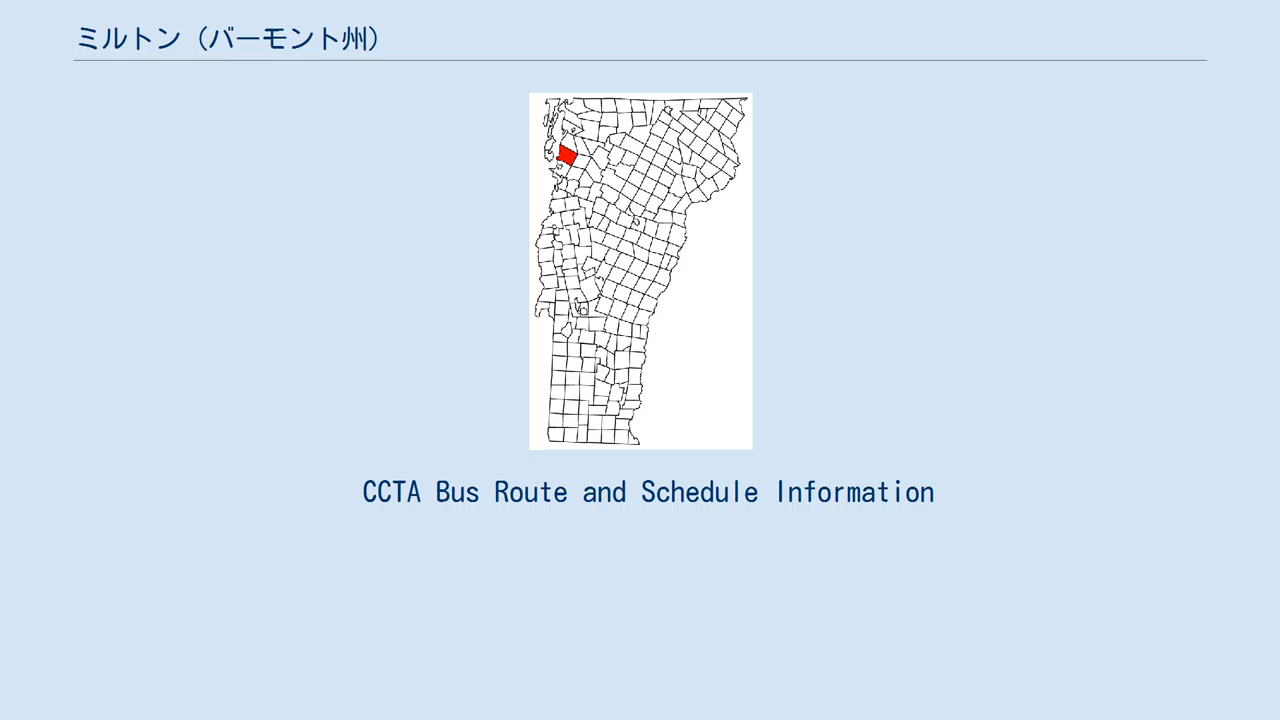 ミルトン（バーモント州）
CCTA Bus Route and Schedule Information